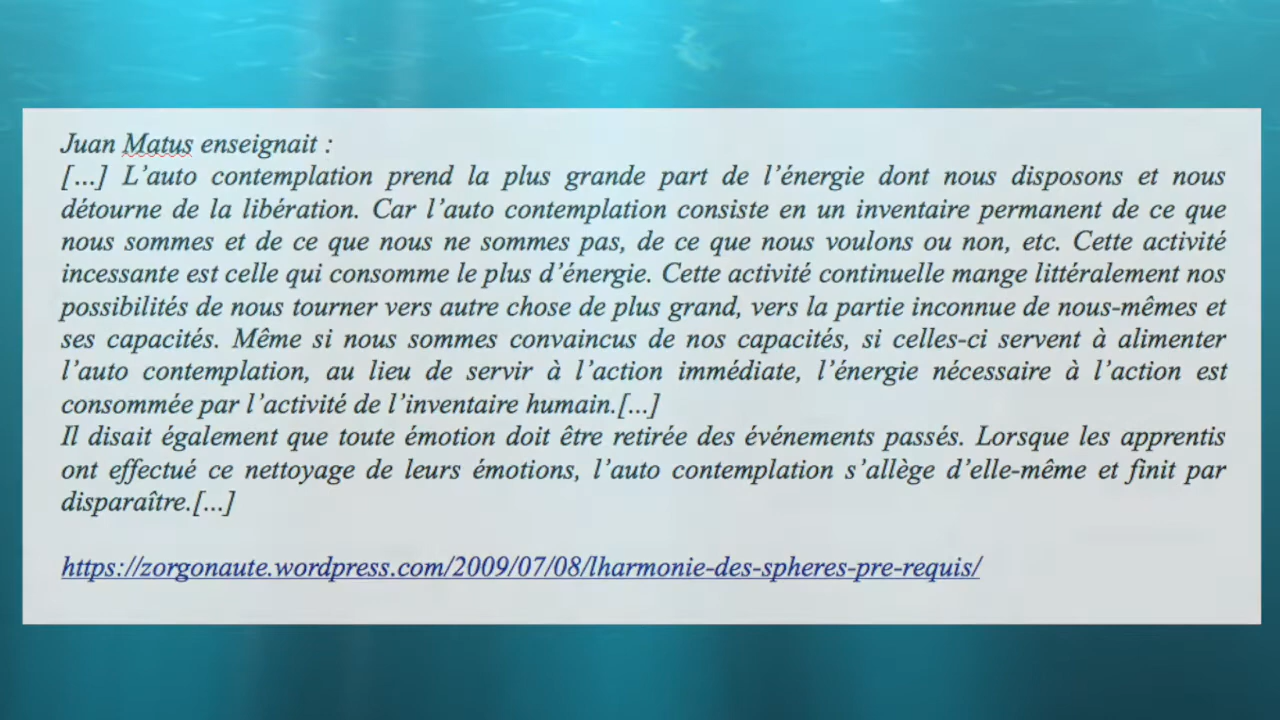 Juan Matus enseignait :
[…] L’auto contemplation prend la plus grande part de l’énergie dont nous disposons et nous
détourne de la libération. Car l’auto contemplation consiste en un inventaire permanent de ce que
nous sommes et de ce que nous ne sommes pas, de ce que nous voulons ou non, etc. Cette activité
incessante est celle qui consomme le plus d’énergie. Cette activité continuelle mange littéralement nos
possibilités de nous tourner vers autre chose de plus grand, vers la partie inconnue de nous-mêmes et
ses capacités. Même si nous sommes convaincus de nos capacités, si celles-ci servent à alimenter
l’auto contemplation, au lieu de servir à l’action immédiate, l’énergie nécessaire à l’action est
consommée par l’activité de l’inventaire humain.[…]
Il disait également que toute émotion doit être retirée des événements passés. Lorsque les apprentis
ont effectué ce nettoyage de leurs émotions, l’auto contemplation s’allège d’elle-même et finit par
disparaître.[…]
https://zorgonaute.wordpress.com/2009/07/08/lharmonie-des-spheres-pre-requis/